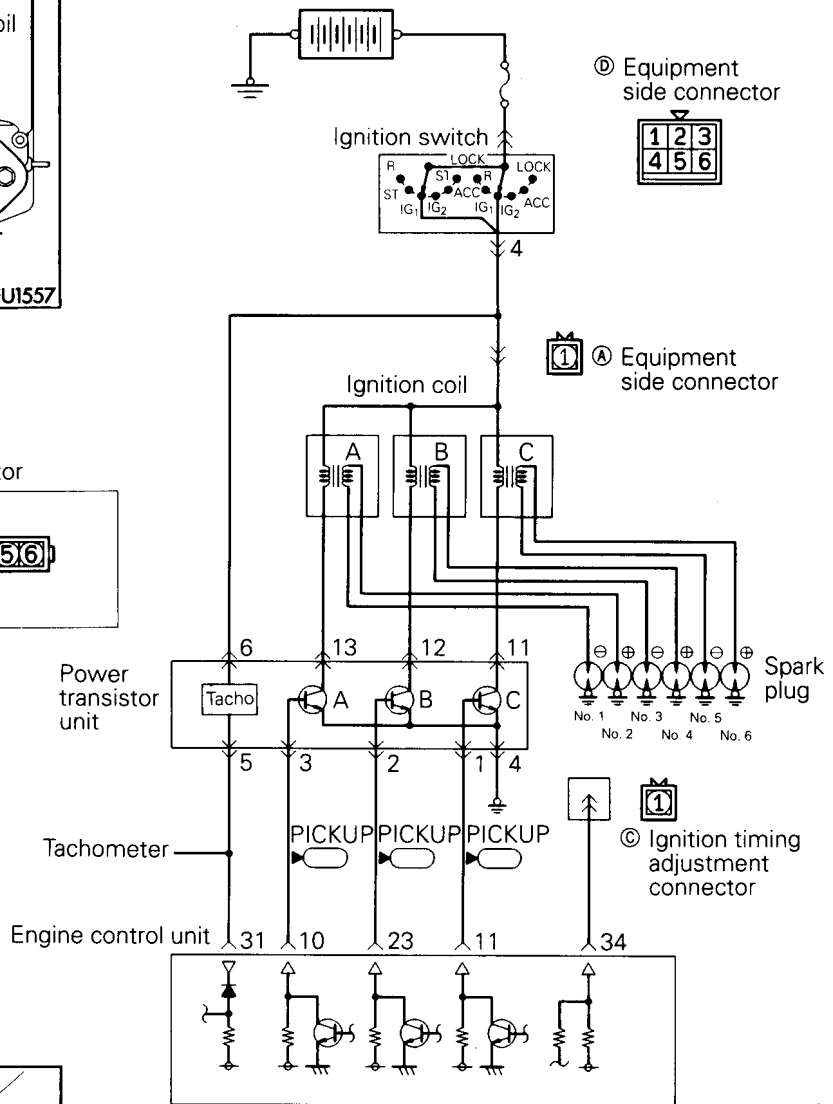 oil
U1557
Ⓓ Equipment
side connector
1 2 3
4 5 6
Ignition switch
LOCK
R
ST
ST
IG1
IG2
ACC
R
LOCK
IG1
IG2
ACC
4
1
Ⓐ Equipment
side connector
Ignition coil
A B C
tor
5 6
6 13 12 11
⊖ ⊕ ⊖ ⊕ ⊖ ⊕
Power
transistor
unit
Tacho
A B C
Spark
plug
No. 1 No. 3 No. 5
No. 2 No. 4 No. 6
5 3 2 1 4
1
PICKUP PICKUP PICKUP
Tachometer
Ⓒ Ignition timing
adjustment
connector
Engine control unit
31 10 23 11 34